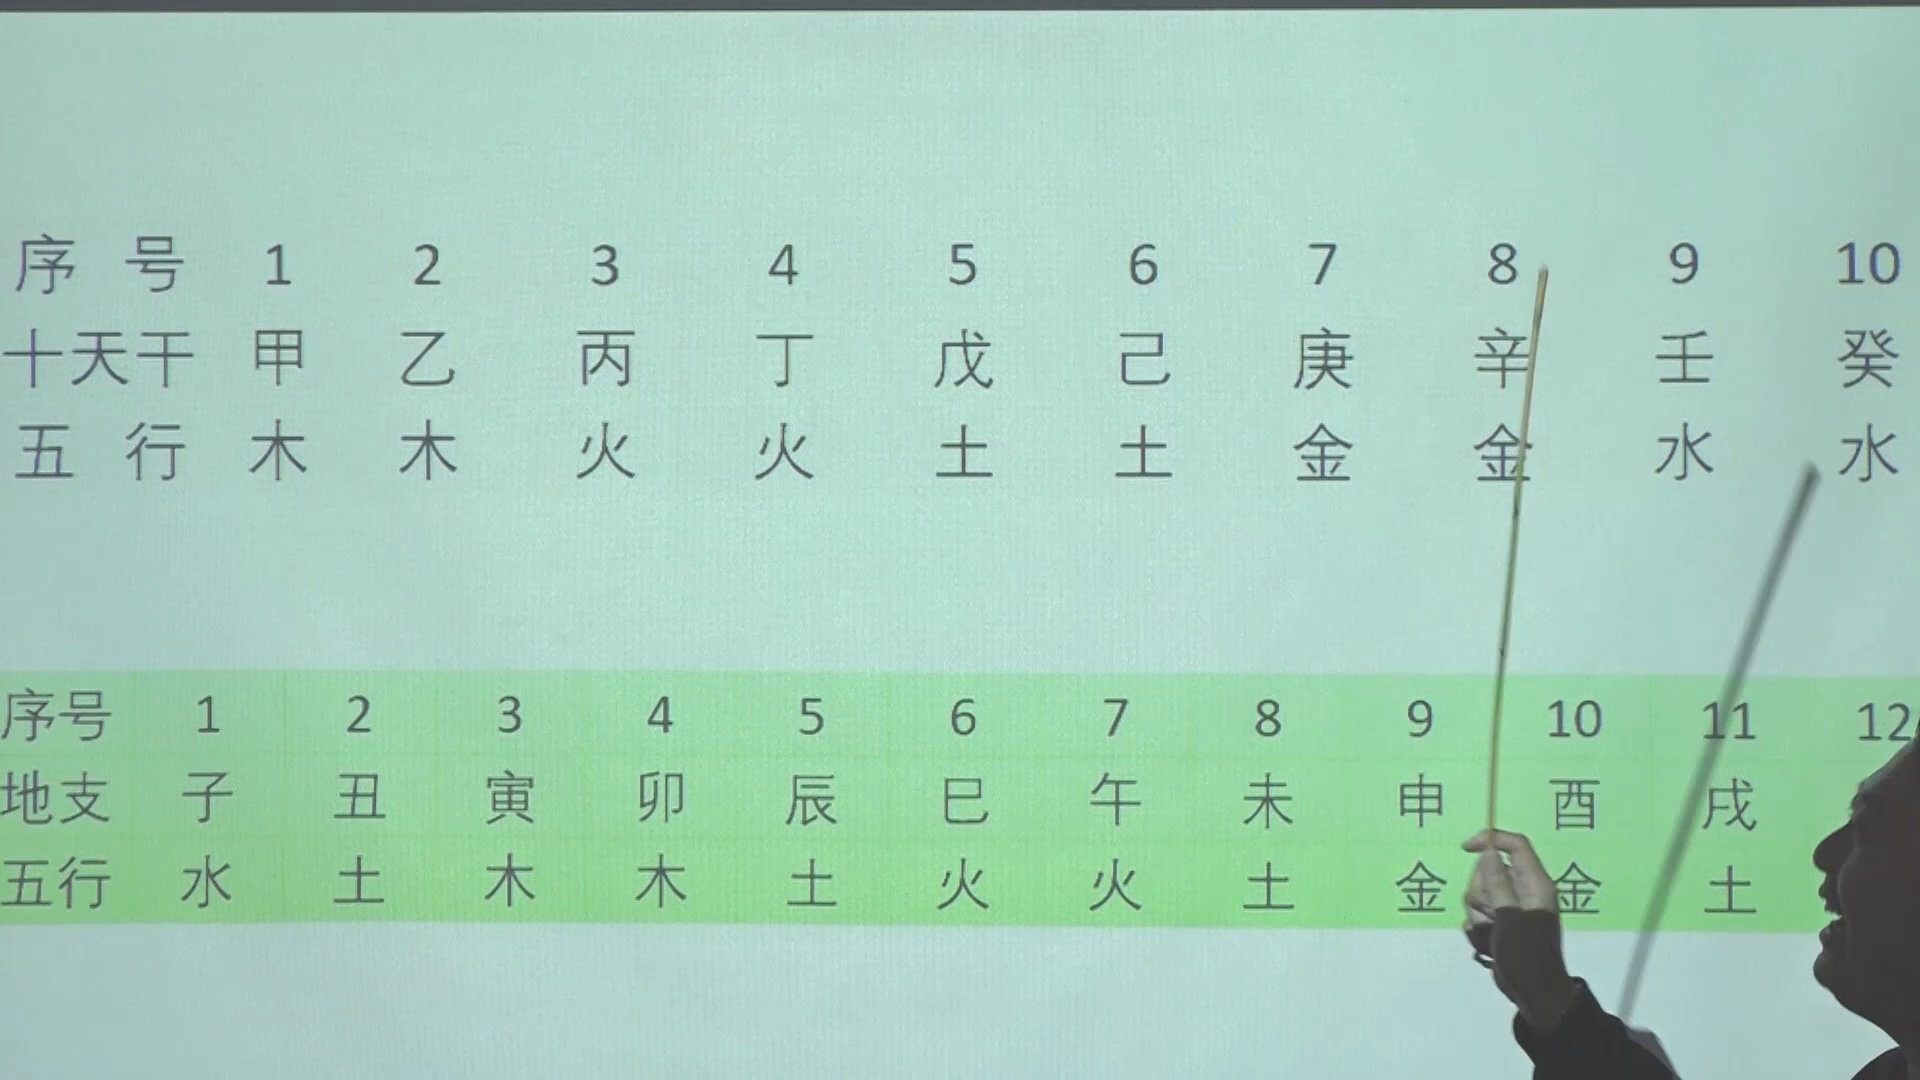 序 号 1 2 3 4 5 6 7 8 9 10
十天干 甲 乙 丙 丁 戊 己 庚 辛 壬 癸
五 行 木 木 火 火 土 土 金 金 水 水
序号 1 2 3 4 5 6 7 8 9 10 11 12
地支 子 丑 寅 卯 辰 巳 午 未 申 酉 戌
五行 水 土 木 木 土 火 火 土 金 金 土